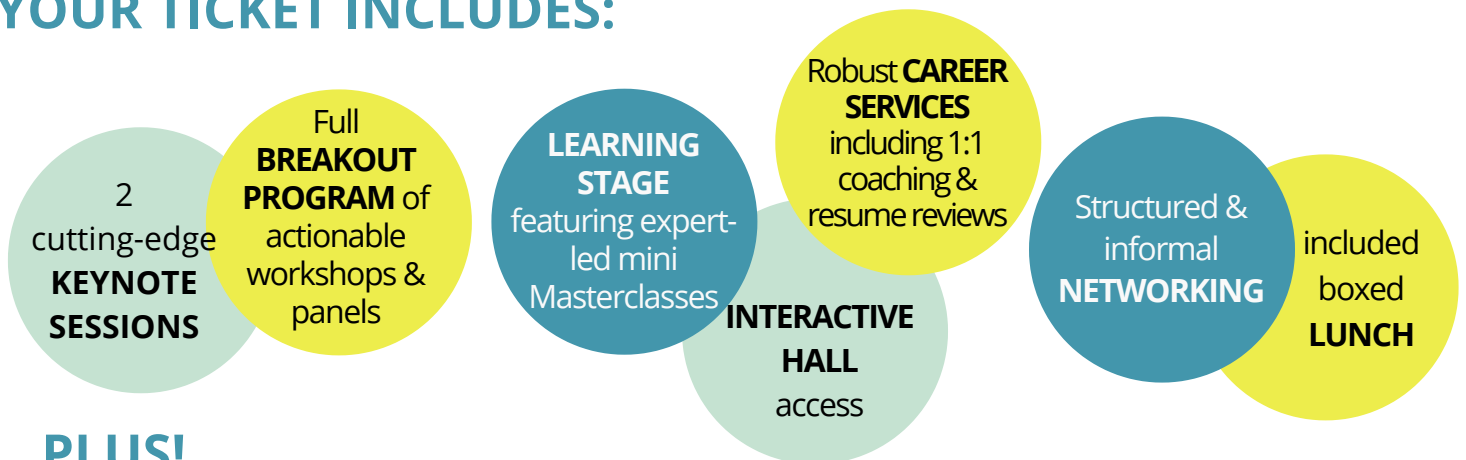 YOUR TICKET INCLUDES:
2
cutting-edge
KEYNOTE
SESSIONS
Full
BREAKOUT
PROGRAM of
actionable
workshops &
panels
LEARNING
STAGE
featuring expert-
led mini
Masterclasses
Robust CAREER
SERVICES
including 1:1
coaching &
resume reviews
INTERACTIVE
HALL
access
Structured &
informal
NETWORKING
included
boxed
LUNCH
PLUS!